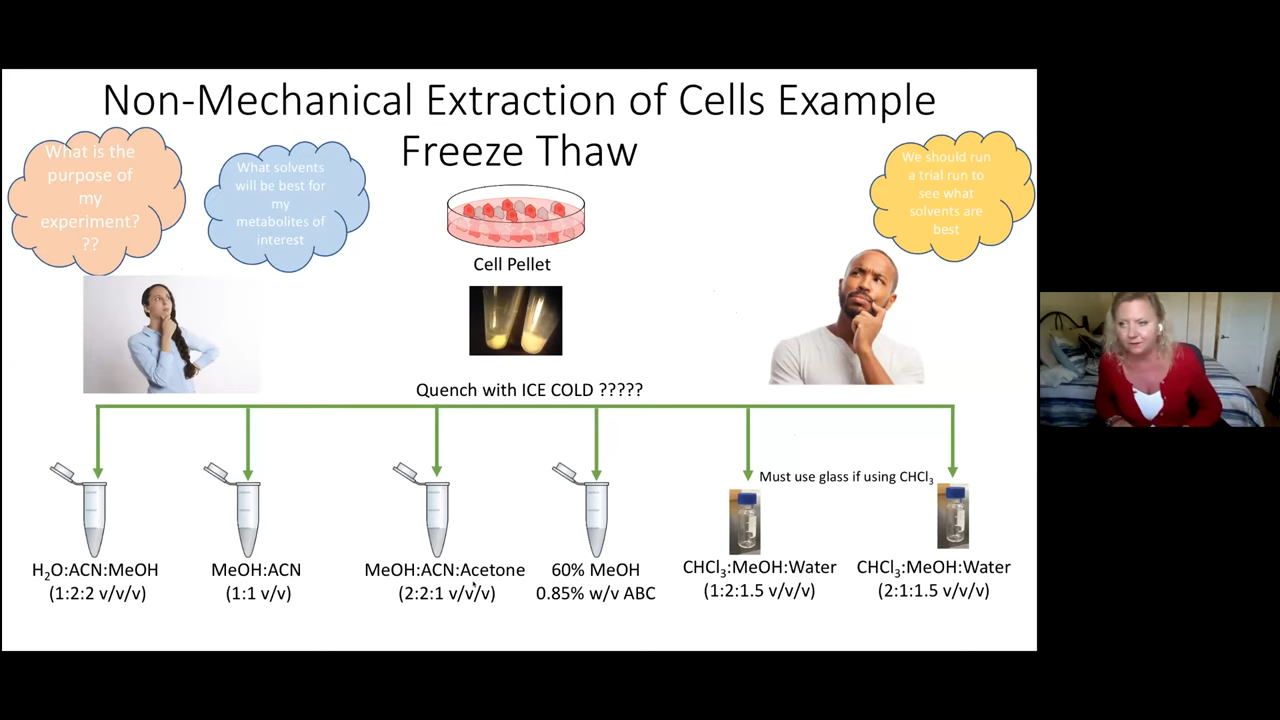 Non-Mechanical Extraction of Cells Example
Freeze Thaw
What is the
purpose of
my
experiment?
??
What solvents
will be best for
my
metabolites of
interest
We should run
a trial run to
see what
solvents are
best
Cell Pellet
Quench with ICE COLD ?????
Must use glass if using CHCl₃
H₂O:ACN:MeOH
(1:2:2 v/v/v)
MeOH:ACN
(1:1 v/v)
MeOH:ACN:Acetone
(2:2:1 v/v/v)
60% MeOH
0.85% w/v ABC
CHCl₃:MeOH:Water
(1:2:1.5 v/v/v)
CHCl₃:MeOH:Water
(2:1:1.5 v/v/v)